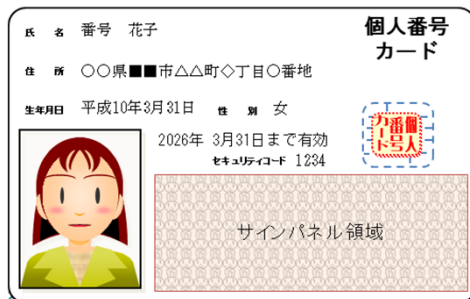 個人番号
カード
氏 名 番号 花子
住 所 〇〇県■■市△△町◇丁目〇番地
生年月日 平成10年3月31日 性 別 女
2026年 3月31日まで有効
セキュリティコード 1234
個人
番号
カード
サインパネル領域